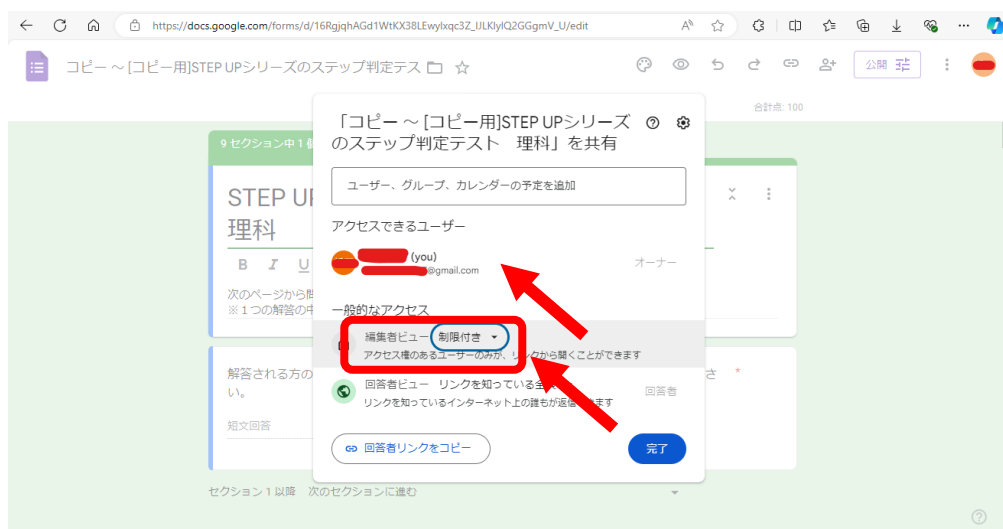 https://docs.google.com/forms/d/16RgjqhAGd1WtKX38LEwylxqc3Z_IJLKlylQ2GGgmV_U/edit
コピー ～ [コピー用]STEP UPシリーズのステップ判定テス
公開
合計点: 100
「コピー ～ [コピー用]STEP UPシリーズ
のステップ判定テスト　理科」を共有
9 セクション中 1
ユーザー、グループ、カレンダーの予定を追加
STEP UP
理科
アクセスできるユーザー
B I U
(you)
@gmail.com
オーナー
次のページから
※１つの解答の中
一般的なアクセス
編集者ビュー 制限付き
アクセス権のあるユーザーのみが、リンクから開くことができます
解答される方の
さ *
い。
回答者ビュー リンクを知っている全
リンクを知っているインターネット上の誰もが返信 きます
回答者
短文回答
回答者リンクをコピー
完了
セクション 1 以降 次のセクションに進む